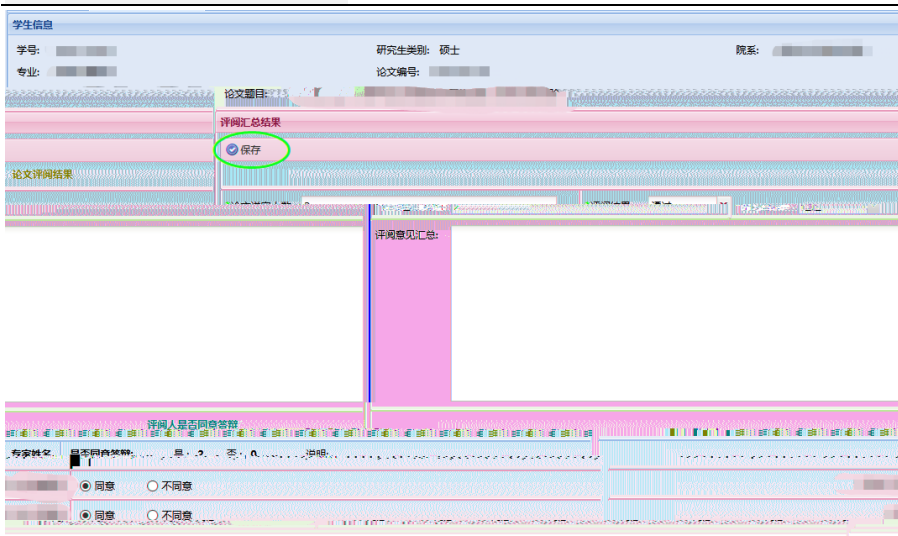 学生信息
学号: 研究生类别: 硕士 院系:
专业: 论文编号:
论文题目:
评阅汇总结果
保存
论文评阅结果
评阅意见汇总:
评阅人是否同意答辩
专家姓名 是否同意答辩: 是: 2 否: 0 说明:
同意 不同意
同意 不同意